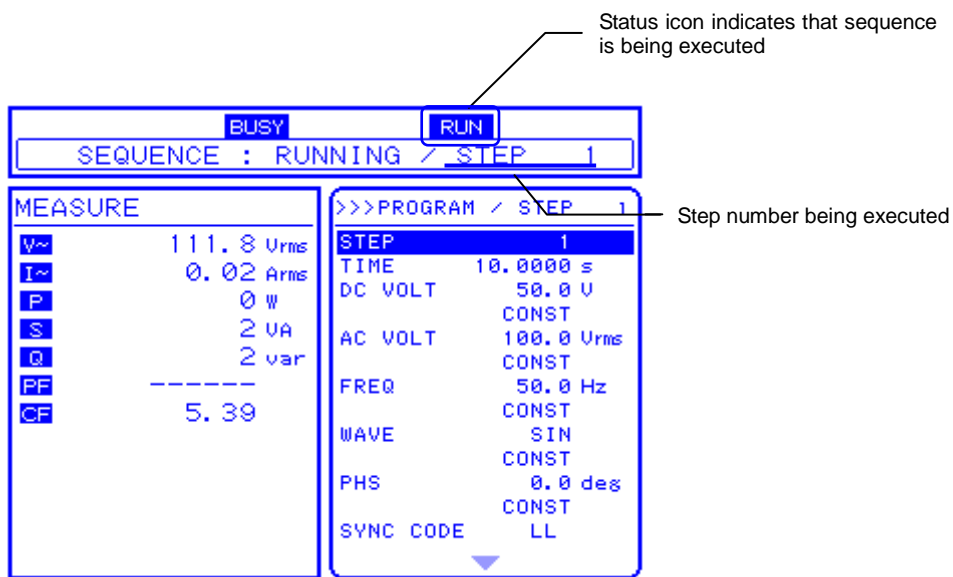 Status icon indicates that sequence
is being executed
BUSY RUN
SEQUENCE : RUNNING / STEP 1
Step number being executed
MEASURE
V~ 111.8 Vrms
I~ 0.02 Arms
P 0 W
S 2 VA
Q 2 var
PF ------
CF 5.39
>>>PROGRAM / STEP 1
STEP 1
TIME 10.0000 s
DC VOLT 50.0 V
CONST
AC VOLT 100.0 Vrms
CONST
FREQ 50.0 Hz
CONST
WAVE SIN
CONST
PHS 0.0 deg
CONST
SYNC CODE LL